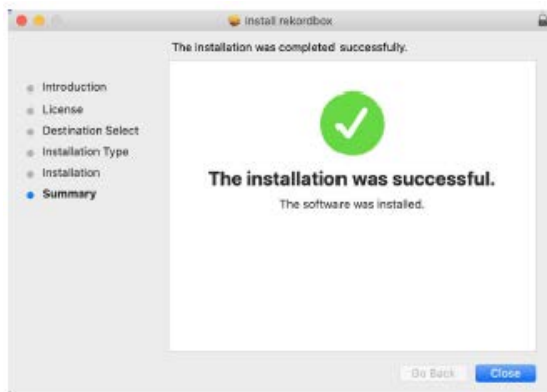 Install rekordbox
The installation was completed successfully.
Introduction
License
Destination Select
Installation Type
Installation
Summary
The installation was successful.
The software was installed.
Go Back
Close